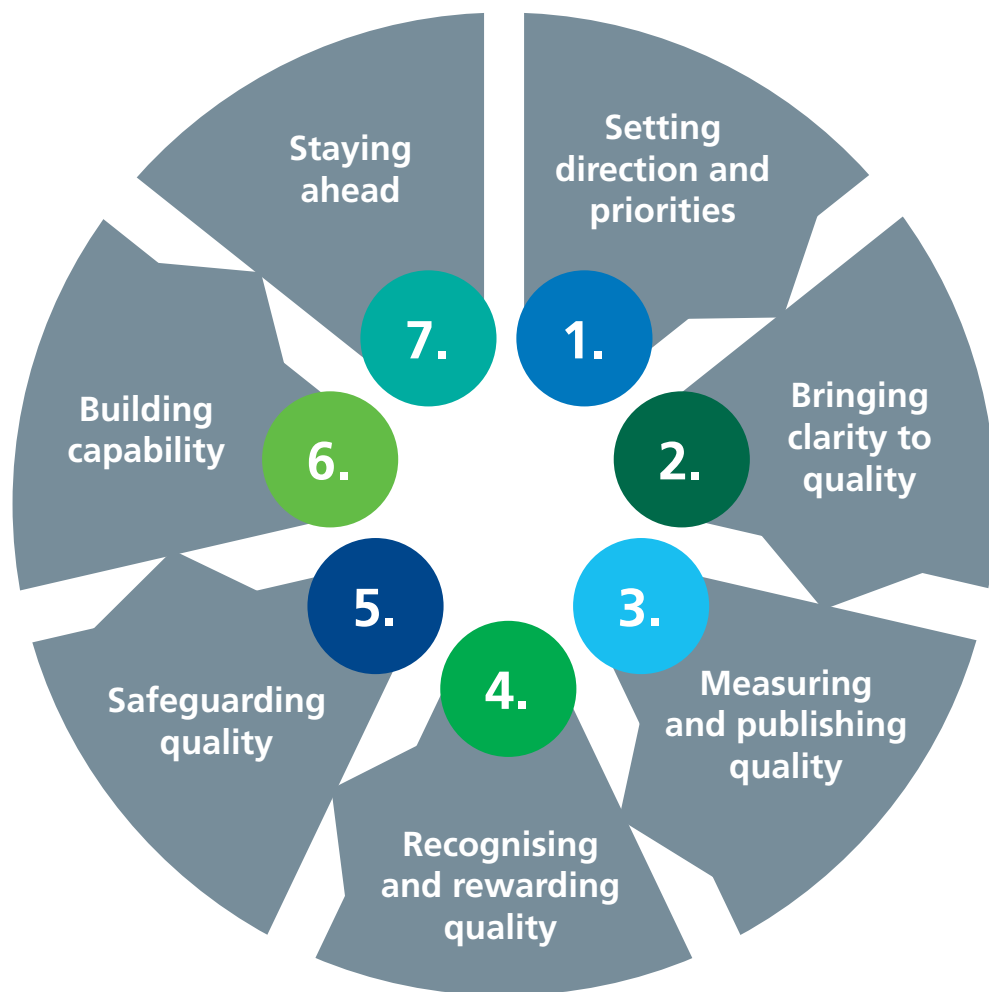 1.
Setting
direction and
priorities
2.
Bringing
clarity to
quality
3.
Measuring
and publishing
quality
4.
Recognising
and rewarding
quality
5.
Safeguarding
quality
6.
Building
capability
7.
Staying
ahead